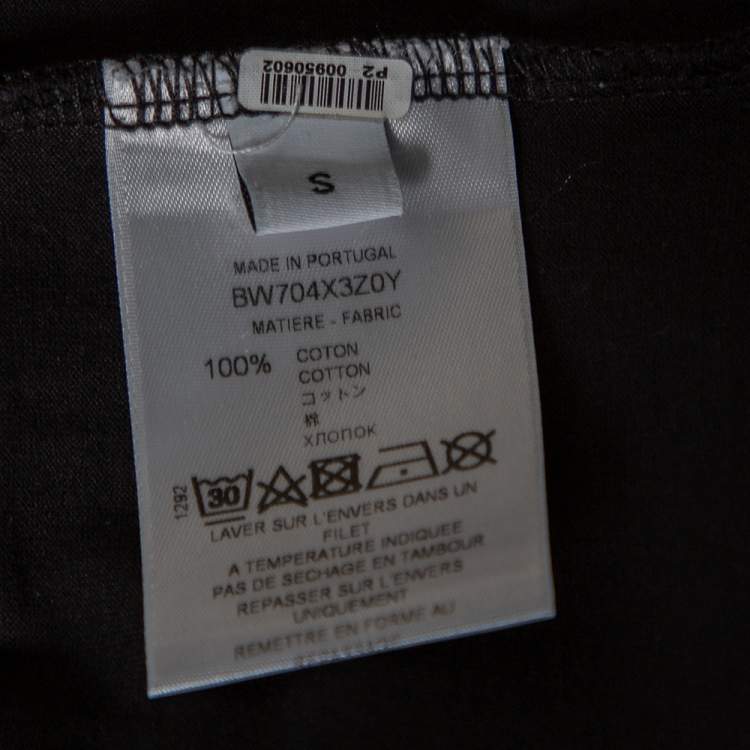 P2 00950602
S
MADE IN PORTUGAL
BW704X3Z0Y
MATIERE - FABRIC
100% COTON
COTTON
コットン
棉
ХЛОПОК
1292
30
LAVER SUR L'ENVERS DANS UN
FILET
A TEMPERATURE INDIQUEE
PAS DE SECHAGE EN TAMBOUR
REPASSER SUR L'ENVERS
UNIQUEMENT
REMETTRE EN FORME AU